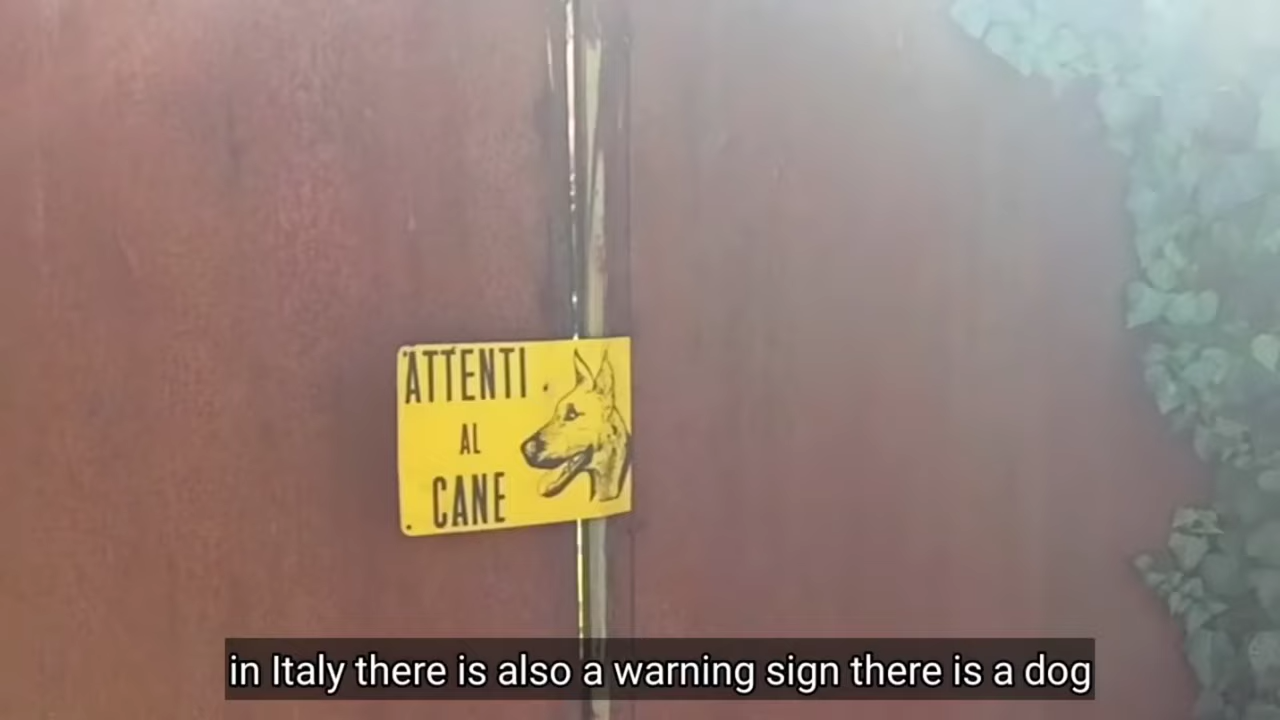 ATTENTI
AL
CANE
in Italy there is also a warning sign there is a dog